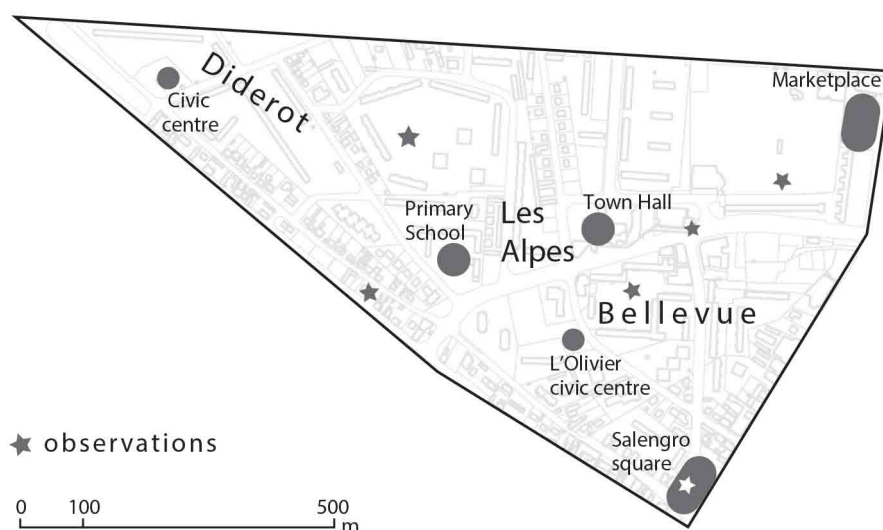 Marketplace
Diderot
Civic
centre
Primary
School
Les
Alpes
Town Hall
Bellevue
L'Olivier
civic centre
Salengro
square
observations
0 100 500
m